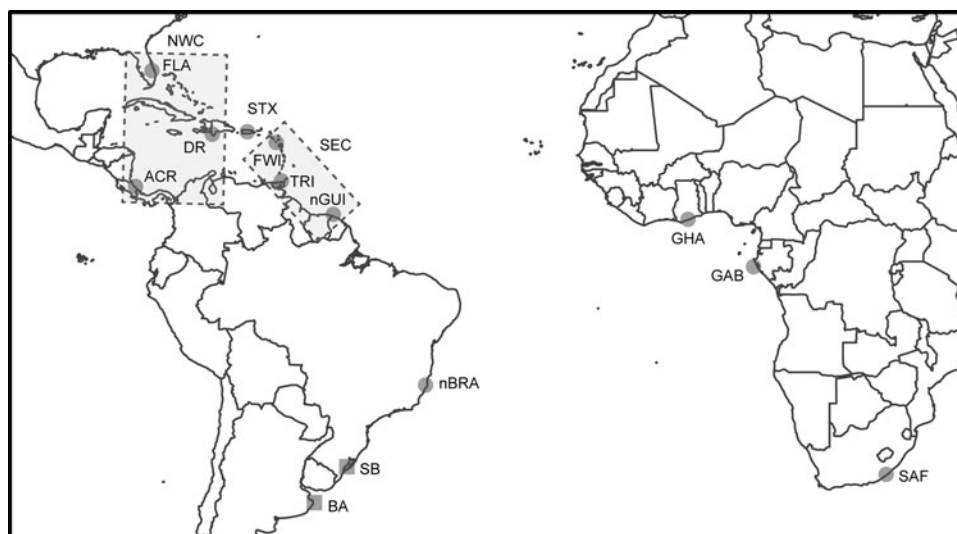 NWC
FLA
STX
DR
SEC
FWI
ACR
TRI
nGUI
GHA
GAB
nBRA
SB
SAF
BA